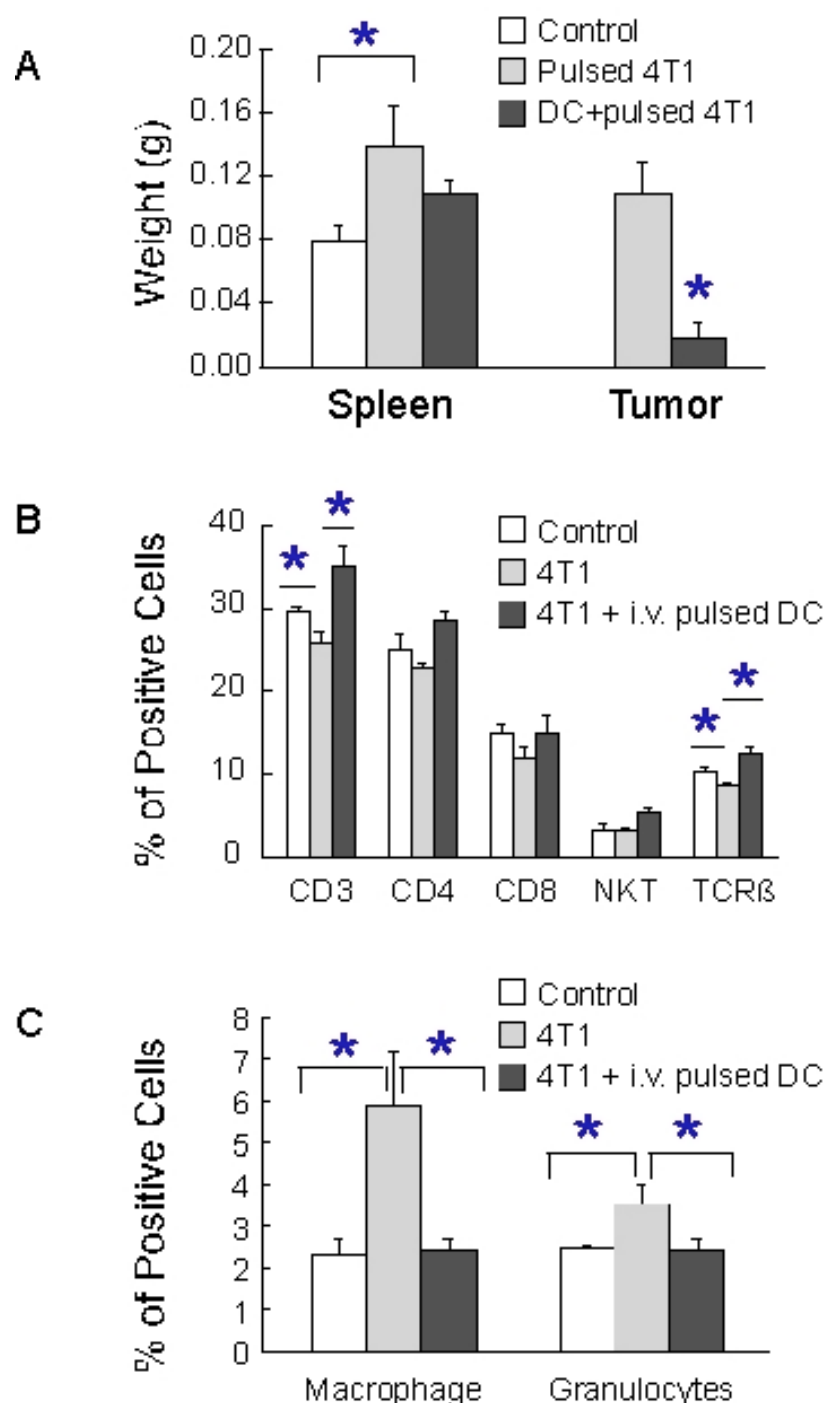 A
Weight (g)
0.20
0.16
0.12
0.08
0.04
0.00
*
*
Control
Pulsed 4T1
DC+pulsed 4T1
Spleen Tumor
B
% of Positive Cells
40
30
20
10
0
*
*
*
*
Control
4T1
4T1 + i.v. pulsed DC
CD3 CD4 CD8 NKT TCRß
C
% of Positive Cells
8
7
6
5
4
3
2
1
0
*
*
*
*
Control
4T1
4T1 + i.v. pulsed DC
Macrophage Granulocytes